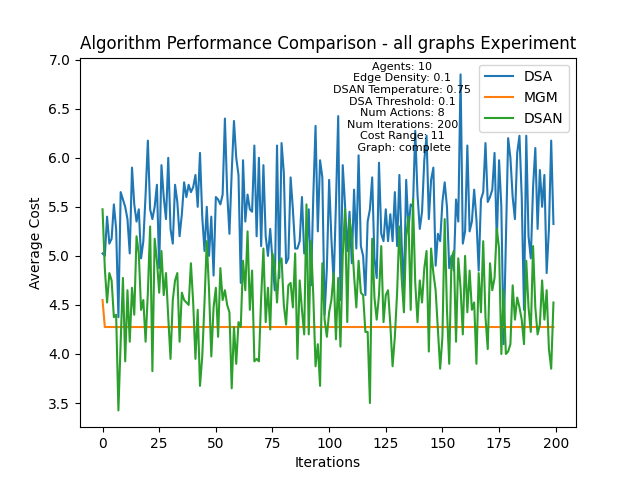 Algorithm Performance Comparison - all graphs Experiment
Agents: 10
Edge Density: 0.1
DSAN Temperature: 0.75
DSA Threshold: 0.1
Num Actions: 8
Num Iterations: 200
Cost Range: 11
Graph: complete
DSA
MGM
DSAN
7.0
6.5
6.0
5.5
5.0
4.5
4.0
3.5
Average Cost
0 25 50 75 100 125 150 175 200
Iterations